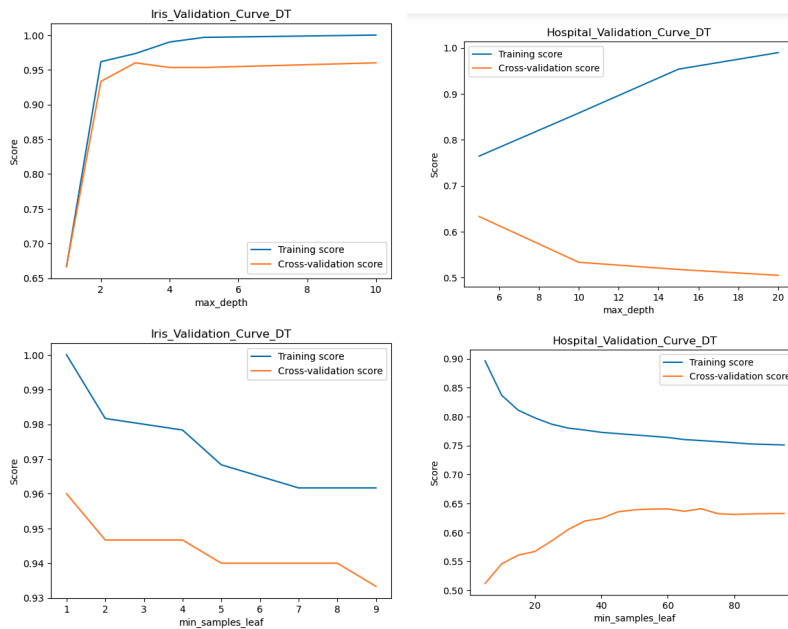 Iris_Validation_Curve_DT
1.00
0.95
0.90
0.85
0.80
0.75
0.70
0.65
Score
Training score
Cross-validation score
2 4 6 8 10
max_depth
Hospital_Validation_Curve_DT
Training score
Cross-validation score
1.0
0.9
0.8
0.7
0.6
0.5
Score
6 8 10 12 14 16 18 20
max_depth
Iris_Validation_Curve_DT
Training score
Cross-validation score
1.00
0.99
0.98
0.97
0.96
0.95
0.94
0.93
Score
1 2 3 4 5 6 7 8 9
min_samples_leaf
Hospital_Validation_Curve_DT
Training score
Cross-validation score
0.90
0.85
0.80
0.75
0.70
0.65
0.60
0.55
0.50
Score
20 40 60 80
min_samples_leaf